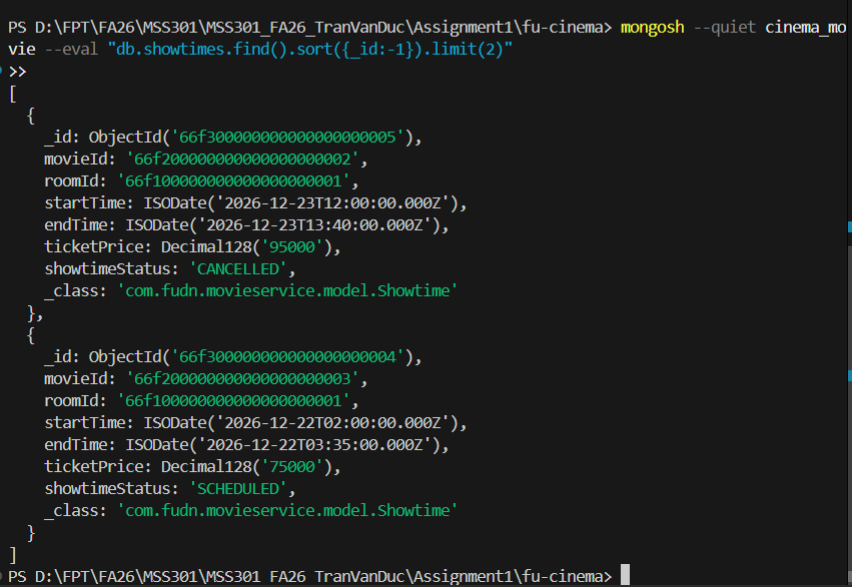 PS D:\FPT\FA26\MSS301\MSS301_FA26_TranVanDuc\Assignment1\fu-cinema> mongosh --quiet cinema_mo
vie --eval "db.showtimes.find().sort({_id:-1}).limit(2)"
>>
[
  {
    _id: ObjectId('66f300000000000000000005'),
    movieId: '66f200000000000000000002',
    roomId: '66f100000000000000000001',
    startTime: ISODate('2026-12-23T12:00:00.000Z'),
    endTime: ISODate('2026-12-23T13:40:00.000Z'),
    ticketPrice: Decimal128('95000'),
    showtimeStatus: 'CANCELLED',
    _class: 'com.fudn.movieservice.model.Showtime'
  },
  {
    _id: ObjectId('66f300000000000000000004'),
    movieId: '66f200000000000000000003',
    roomId: '66f100000000000000000001',
    startTime: ISODate('2026-12-22T02:00:00.000Z'),
    endTime: ISODate('2026-12-22T03:35:00.000Z'),
    ticketPrice: Decimal128('75000'),
    showtimeStatus: 'SCHEDULED',
    _class: 'com.fudn.movieservice.model.Showtime'
  }
]
PS D:\FPT\FA26\MSS301\MSS301_FA26_TranVanDuc\Assignment1\fu-cinema>